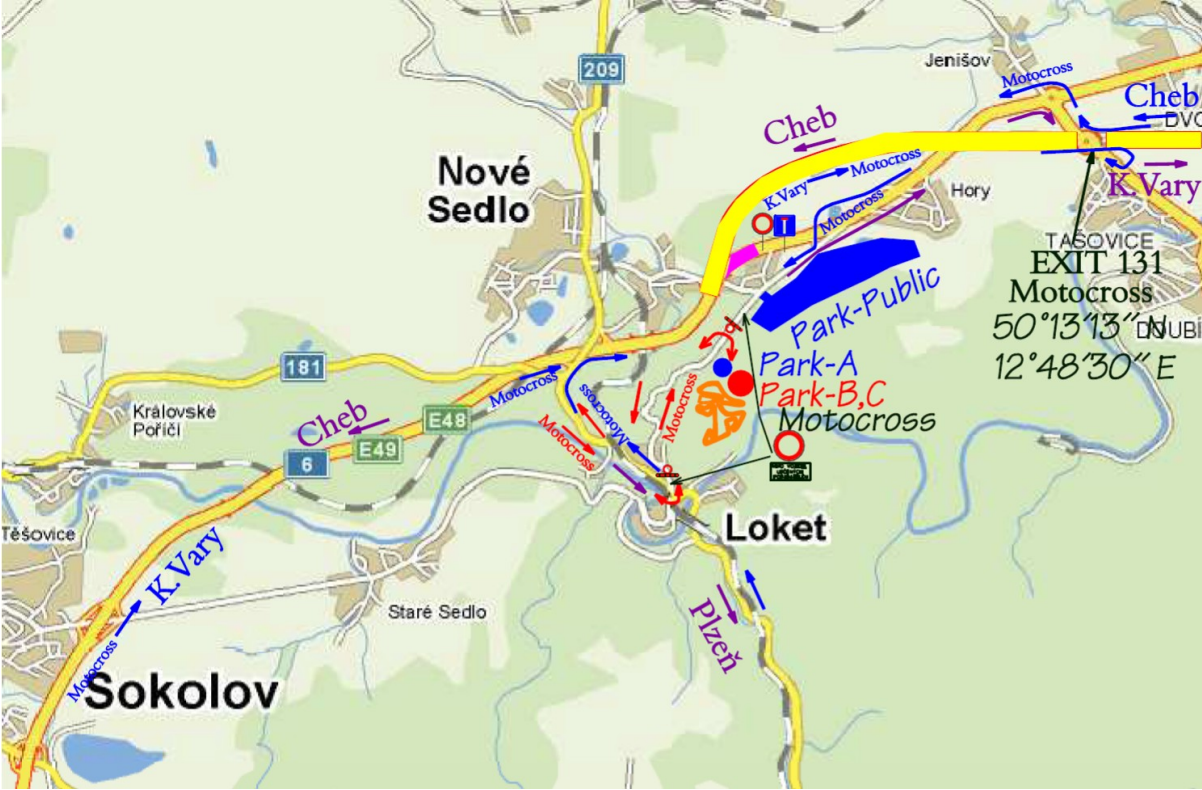 209
Jenišov
Motocross
Cheb
DVO
Cheb
Nové
Sedlo
K.Vary
Motocross
Motocross
Hory
K.Vary
TAŠOVICE
EXIT 131
Motocross
50°13'13" N
DOUBÍ
12°48'30" E
Park-Public
Park-A
Park-B,C
Motocross
181
Královské
Poříčí
Cheb
E48
E49
6
Motocross
Motocross
Motocross
Motocross
Těšovice
K.Vary
Loket
Staré Sedlo
Plzeň
Motocross
Sokolov